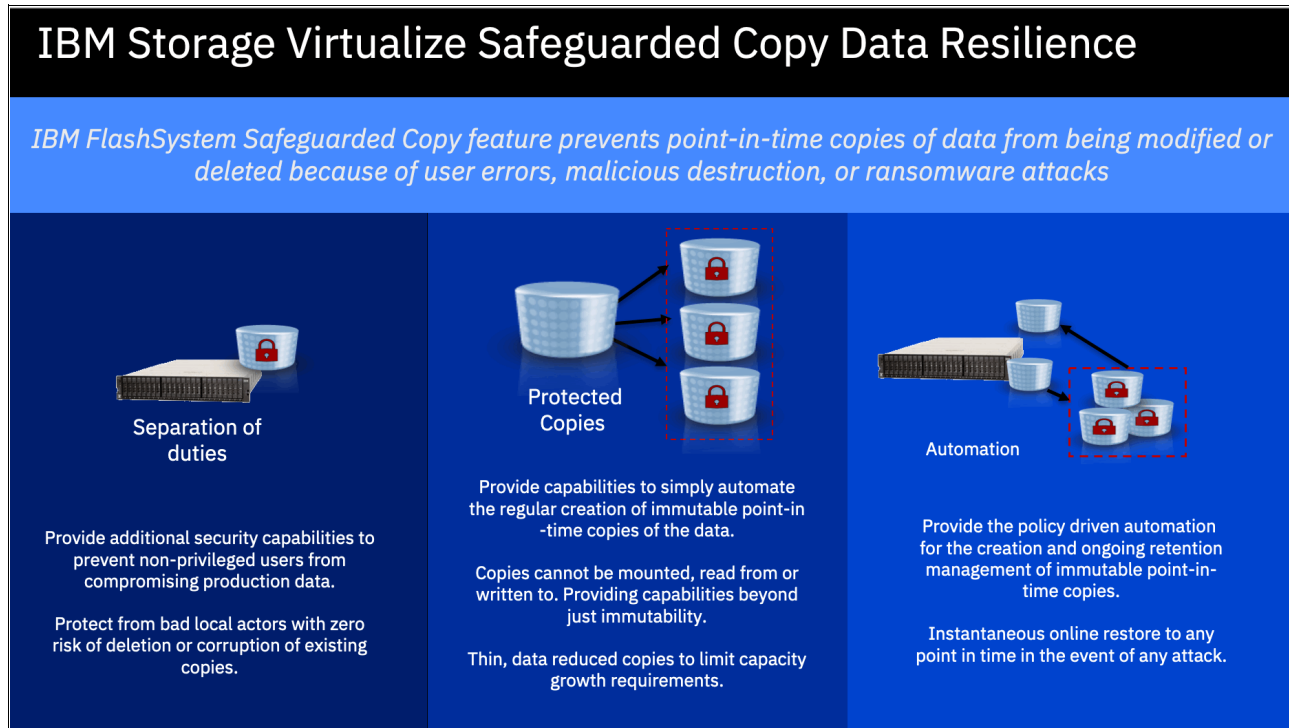 IBM Storage Virtualize Safeguarded Copy Data Resilience
IBM FlashSystem Safeguarded Copy feature prevents point-in-time copies of data from being modified or
deleted because of user errors, malicious destruction, or ransomware attacks
Separation of
duties
Provide additional security capabilities to
prevent non-privileged users from
compromising production data.
Protect from bad local actors with zero
risk of deletion or corruption of existing
copies.
Protected
Copies
Provide capabilities to simply automate
the regular creation of immutable point-in
-time copies of the data.
Copies cannot be mounted, read from or
written to. Providing capabilities beyond
just immutability.
Thin, data reduced copies to limit capacity
growth requirements.
Automation
Provide the policy driven automation
for the creation and ongoing retention
management of immutable point-in-
time copies.
Instantaneous online restore to any
point in time in the event of any attack.